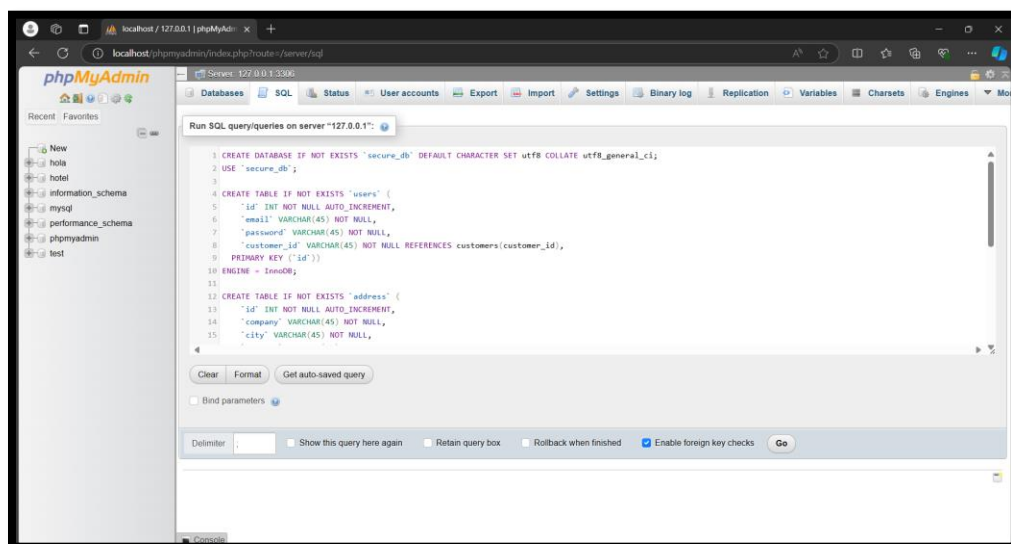 localhost / 127.0.0.1 | phpMyAdm
localhost/phpmyadmin/index.php?route=/server/sql
phpMyAdmin
Recent Favorites
New
hola
hotel
information_schema
mysql
performance_schema
phpmyadmin
test
Server: 127.0.0.1:3306
Databases SQL Status User accounts Export Import Settings Binary log Replication Variables Charsets Engines Mo
Run SQL query/queries on server “127.0.0.1”:
1 CREATE DATABASE IF NOT EXISTS `secure_db` DEFAULT CHARACTER SET utf8 COLLATE utf8_general_ci;
2 USE `secure_db`;
3
4 CREATE TABLE IF NOT EXISTS `users` (
5 `id` INT NOT NULL AUTO_INCREMENT,
6 `email` VARCHAR(45) NOT NULL,
7 `password` VARCHAR(45) NOT NULL,
8 `customer_id` VARCHAR(45) NOT NULL REFERENCES customers(customer_id),
9 PRIMARY KEY (`id`))
10 ENGINE = InnoDB;
11
12 CREATE TABLE IF NOT EXISTS `address` (
13 `id` INT NOT NULL AUTO_INCREMENT,
14 `company` VARCHAR(45) NOT NULL,
15 `city` VARCHAR(45) NOT NULL,
Clear Format Get auto-saved query
Bind parameters
Delimiter ; Show this query here again Retain query box Rollback when finished Enable foreign key checks Go
Console